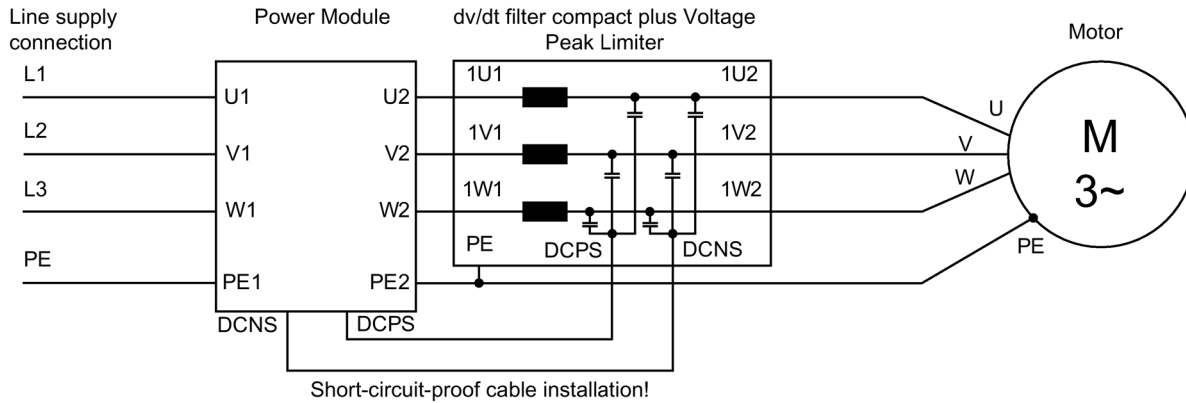 Line supply
connection
Power Module
dv/dt filter compact plus Voltage
Peak Limiter
Motor
L1
U1
U2
1U1
1U2
U
L2
V1
V2
1V1
1V2
V
M
3~
L3
W1
W2
1W1
1W2
W
PE
PE1
PE2
PE
DCPS
DCNS
PE
DCNS
DCPS
Short-circuit-proof cable installation!